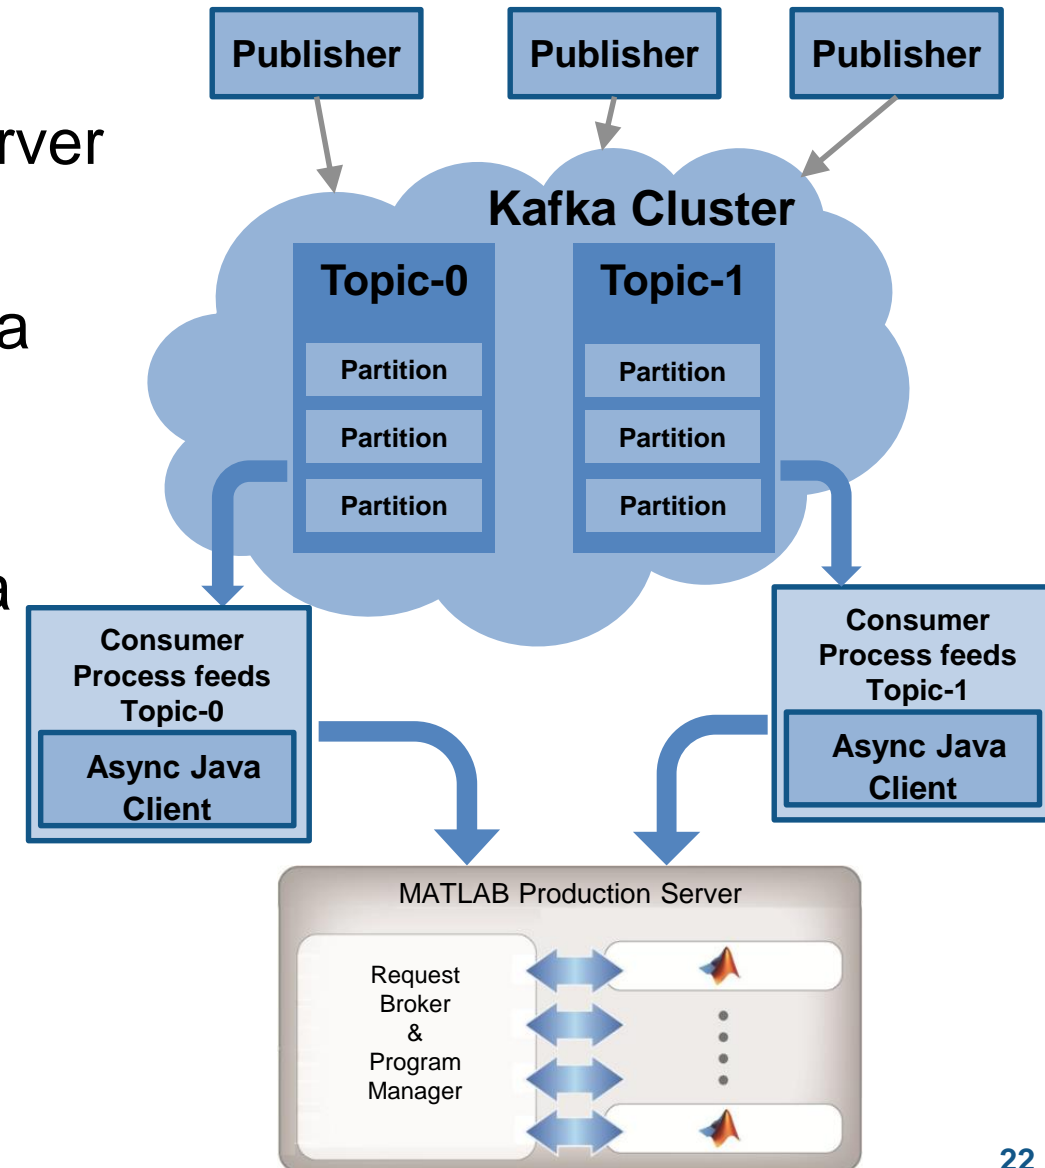 Publisher
Publisher
Publisher
Kafka Cluster
Topic-0
Partition
Partition
Partition
Topic-1
Partition
Partition
Partition
Consumer
Process feeds
Topic-0
Async Java
Client
Consumer
Process feeds
Topic-1
Async Java
Client
MATLAB Production Server
Request
Broker
&
Program
Manager
rver
a
a
22